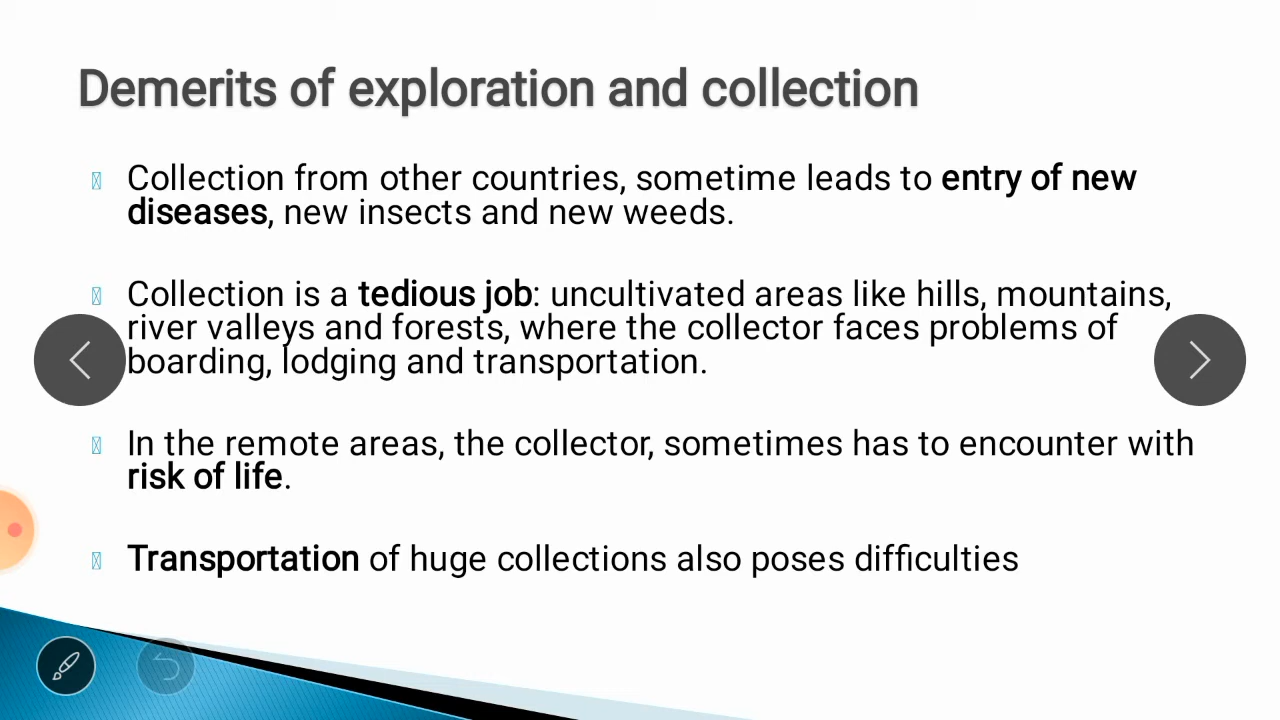 Demerits of exploration and collection
Collection from other countries, sometime leads to entry of new
diseases, new insects and new weeds.
Collection is a tedious job: uncultivated areas like hills, mountains,
river valleys and forests, where the collector faces problems of
boarding, lodging and transportation.
In the remote areas, the collector, sometimes has to encounter with
risk of life.
Transportation of huge collections also poses difficulties